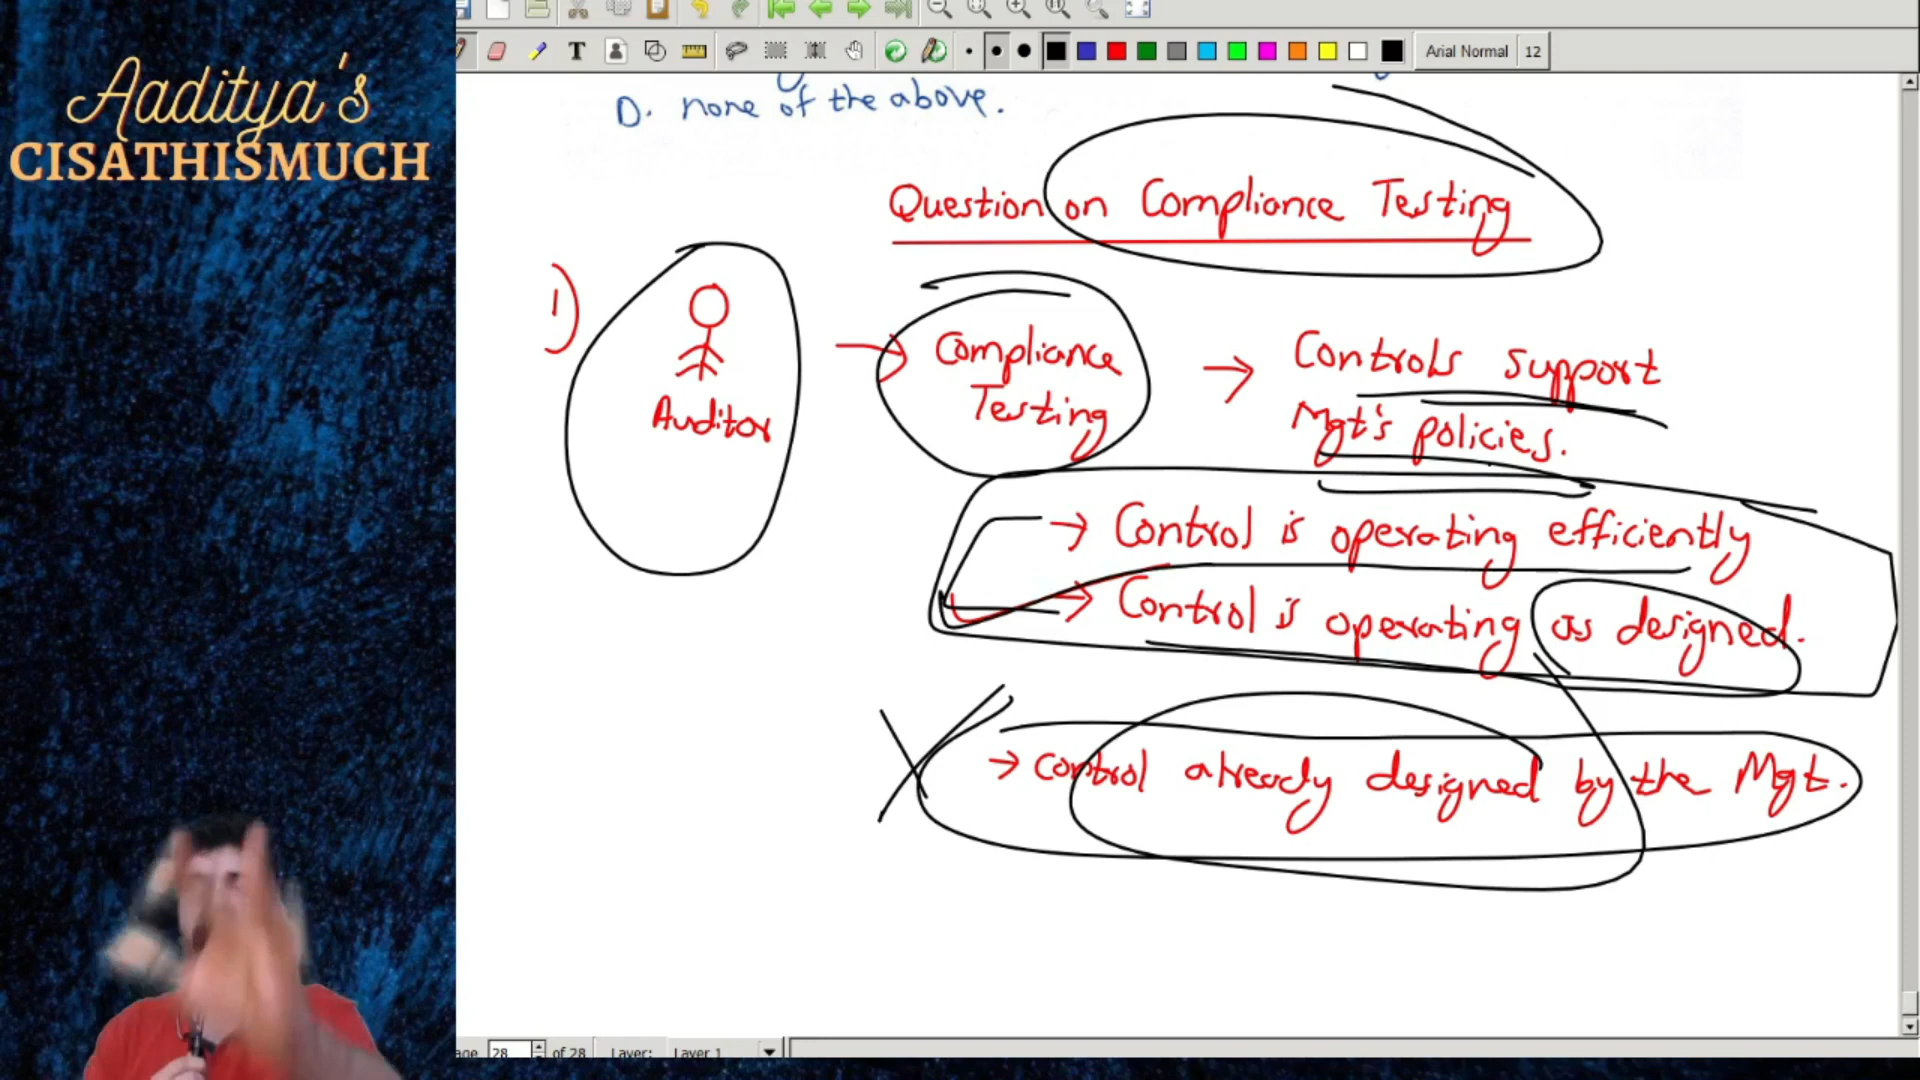 Aaditya's
CISATHISMUCH
T
Arial Normal 12
D. none of the above.
Question on Compliance Testing
1)
Auditor
→ Compliance Testing
→ Controls support
Mgt's policies.
→ Control is operating efficiently
→ Control is operating as designed.
X → control already designed by the Mgt.
age 28 of 28 Layer: Layer 1